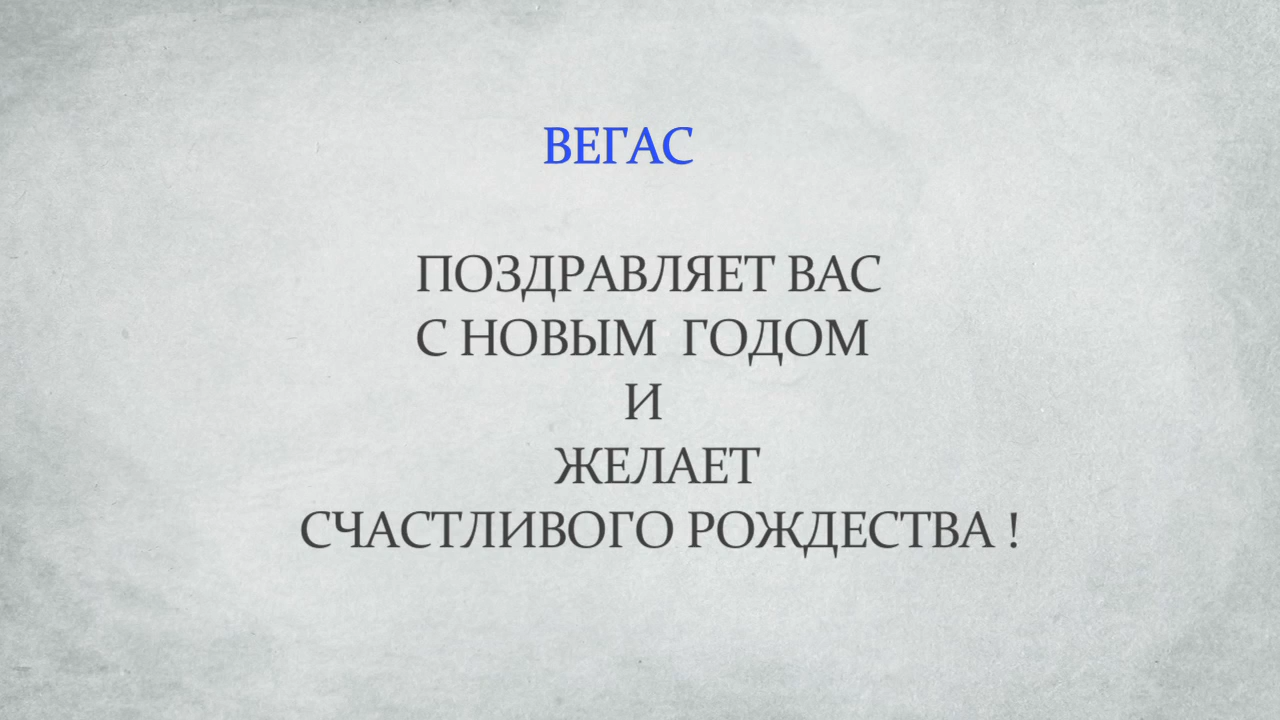 ВЕГАС
ПОЗДРАВЛЯЕТ ВАС
С НОВЫМ ГОДОМ
И
ЖЕЛАЕТ
СЧАСТЛИВОГО РОЖДЕСТВА !